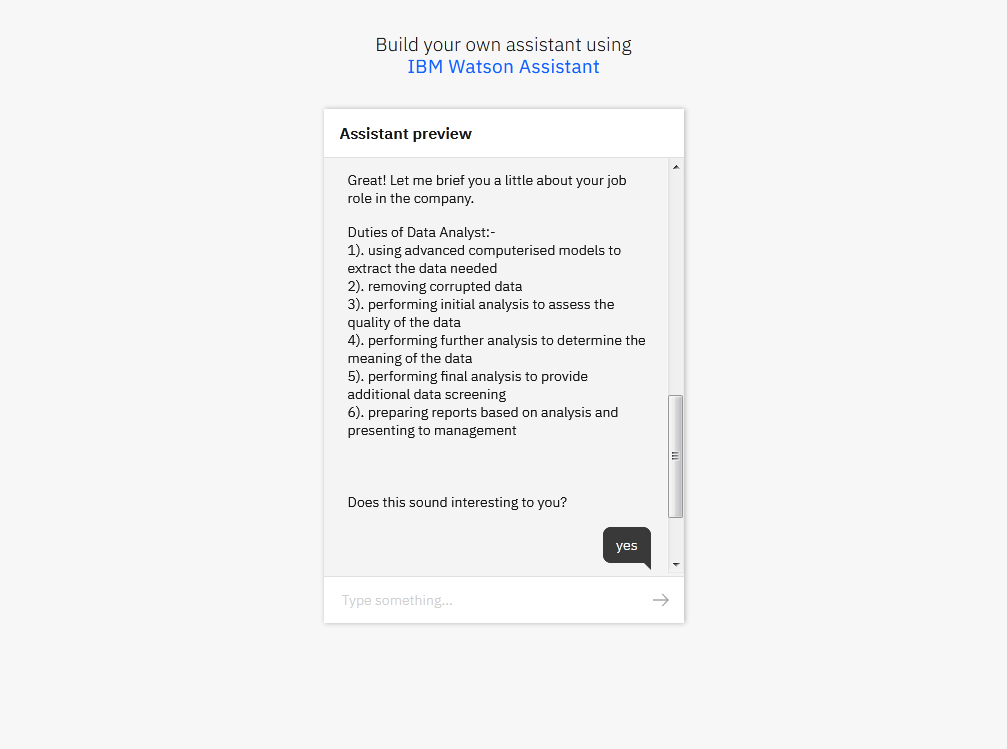 Build your own assistant using
IBM Watson Assistant
Assistant preview
Great! Let me brief you a little about your job
role in the company.
Duties of Data Analyst:-
1). using advanced computerised models to
extract the data needed
2). removing corrupted data
3). performing initial analysis to assess the
quality of the data
4). performing further analysis to determine the
meaning of the data
5). performing final analysis to provide
additional data screening
6). preparing reports based on analysis and
presenting to management
Does this sound interesting to you?
yes
Type something...